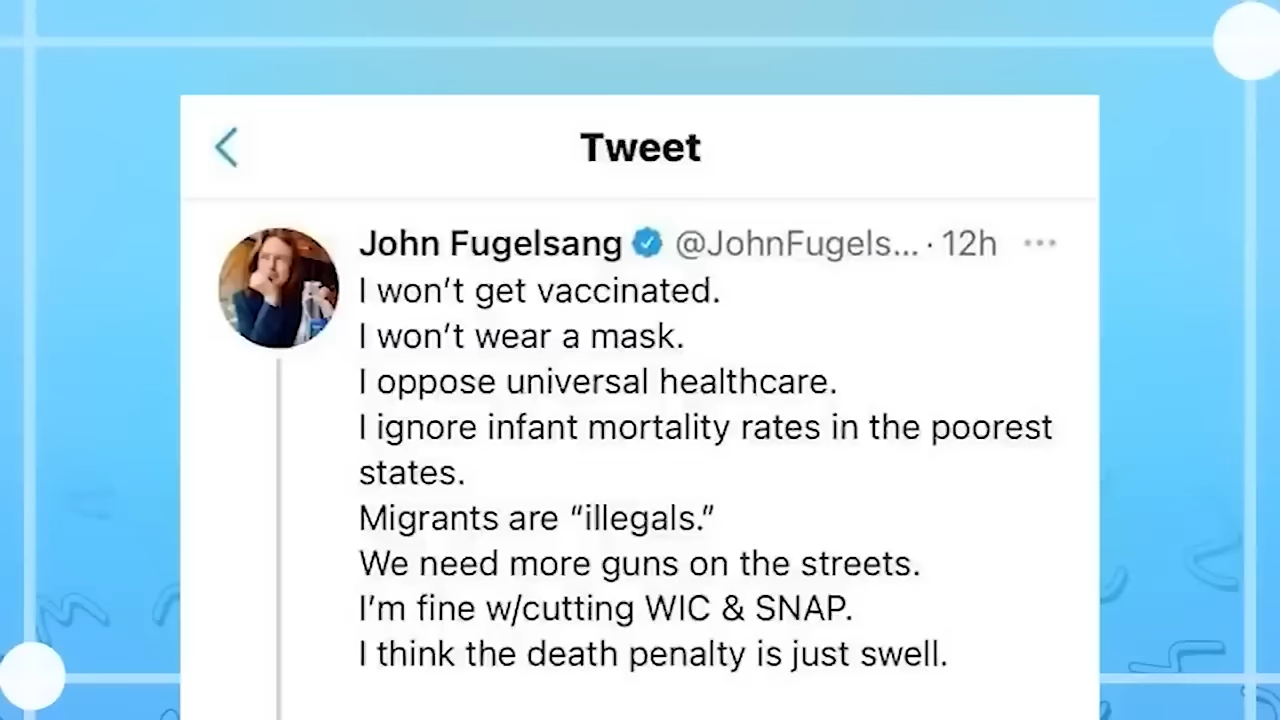 Tweet
John Fugelsang @JohnFugels... · 12h
I won’t get vaccinated.
I won’t wear a mask.
I oppose universal healthcare.
I ignore infant mortality rates in the poorest
states.
Migrants are “illegals.”
We need more guns on the streets.
I’m fine w/cutting WIC & SNAP.
I think the death penalty is just swell.